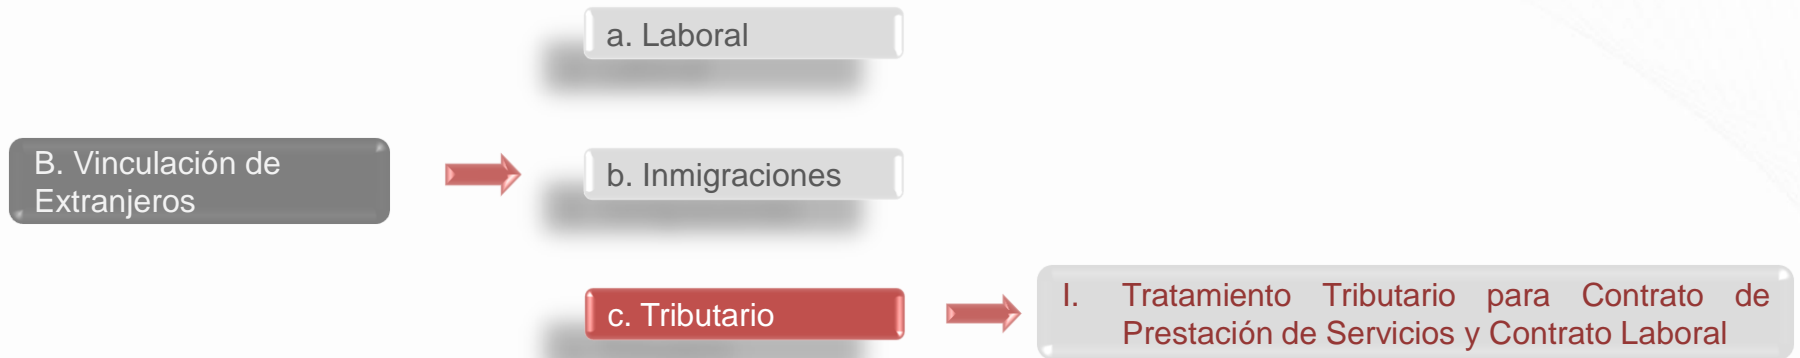 a. Laboral
B. Vinculación de
Extranjeros
b. Inmigraciones
c. Tributario
I. Tratamiento Tributario para Contrato de
Prestación de Servicios y Contrato Laboral